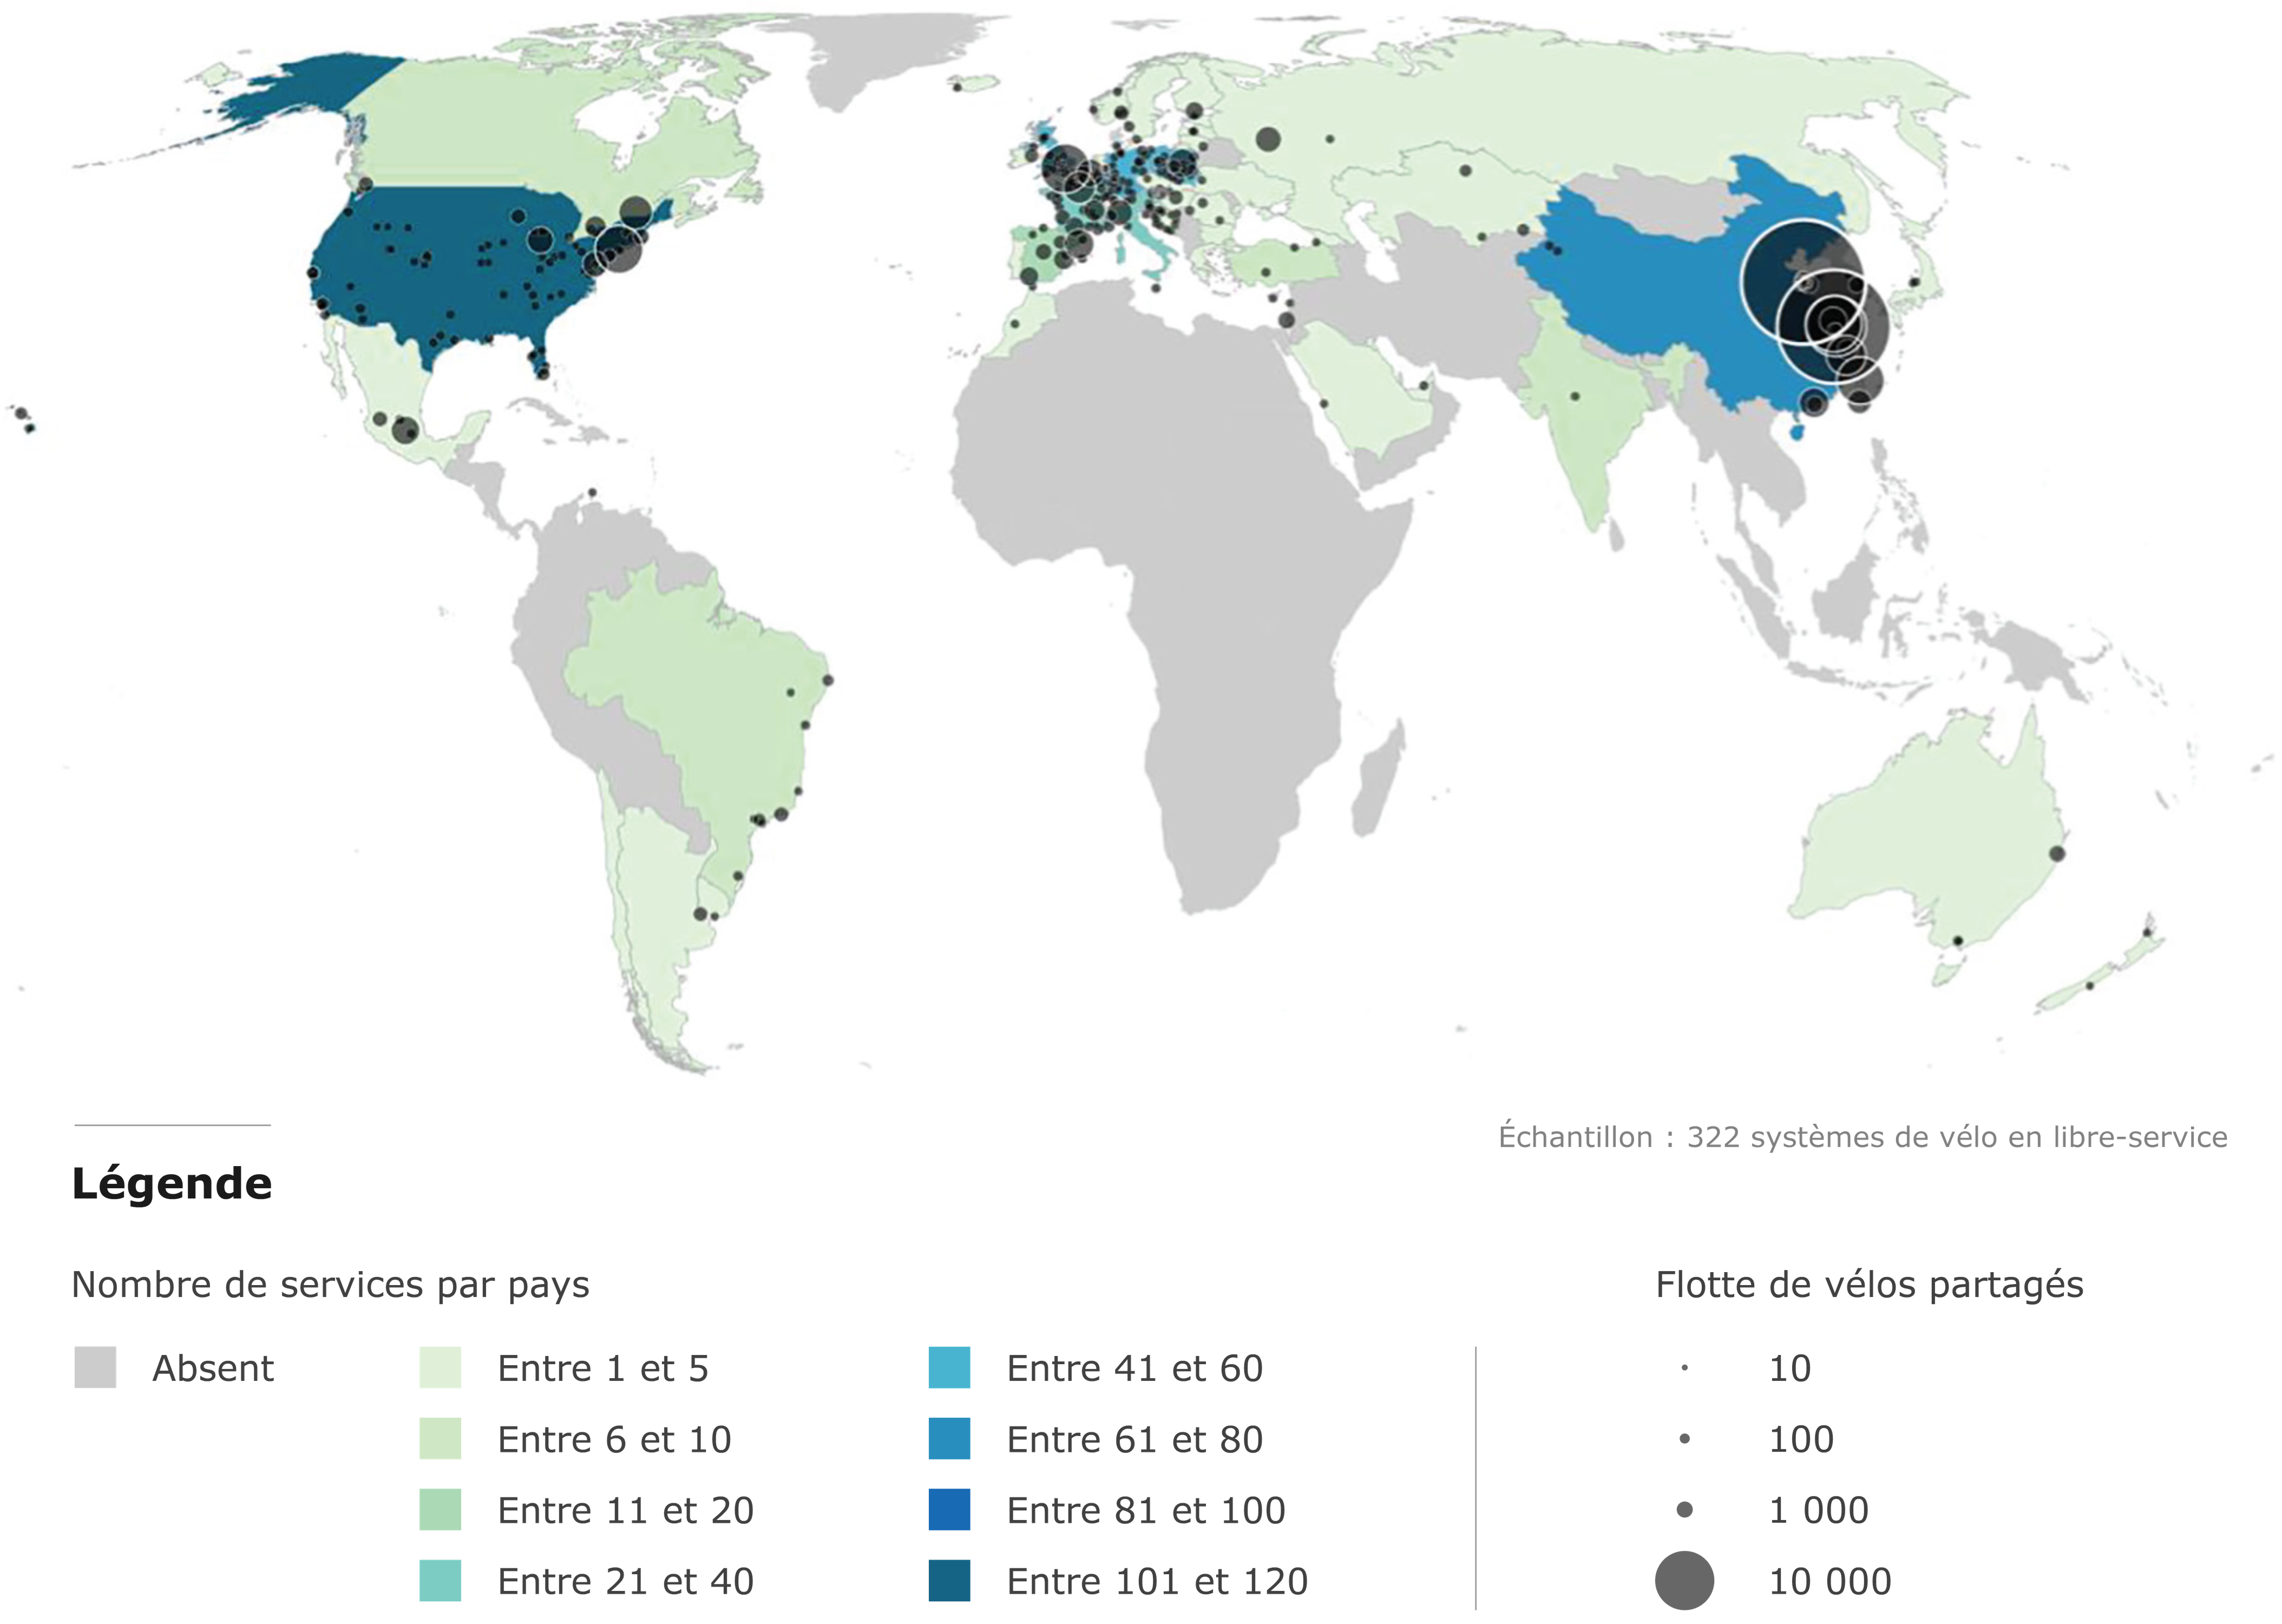 Échantillon : 322 systèmes de vélo en libre-service
Légende
Nombre de services par pays
Absent
Entre 1 et 5
Entre 6 et 10
Entre 11 et 20
Entre 21 et 40
Entre 41 et 60
Entre 61 et 80
Entre 81 et 100
Entre 101 et 120
Flotte de vélos partagés
10
100
1 000
10 000